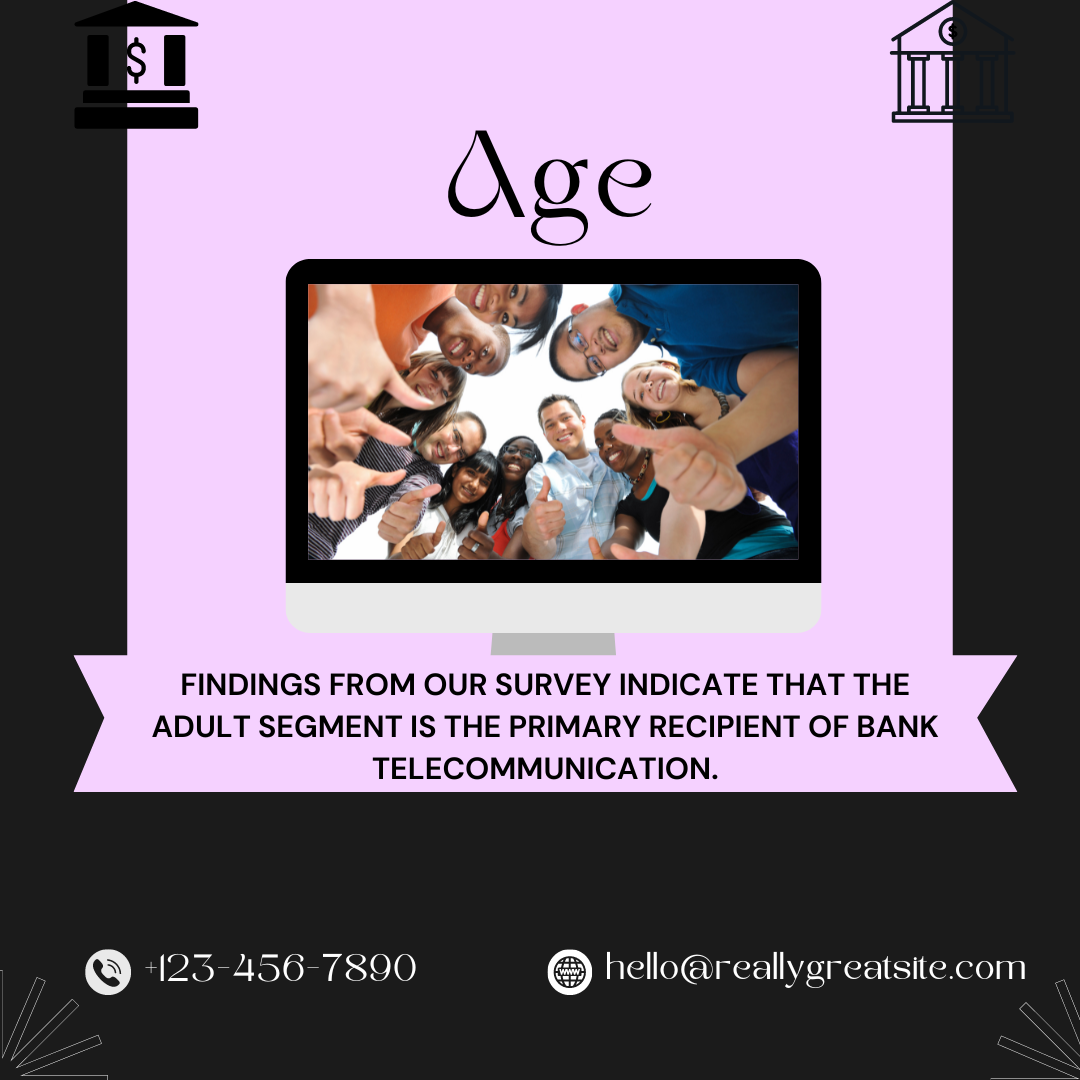 $
$
Age
FINDINGS FROM OUR SURVEY INDICATE THAT THE
ADULT SEGMENT IS THE PRIMARY RECIPIENT OF BANK
TELECOMMUNICATION.
+123-456-7890
WWW
hello@reallygreatsite.com